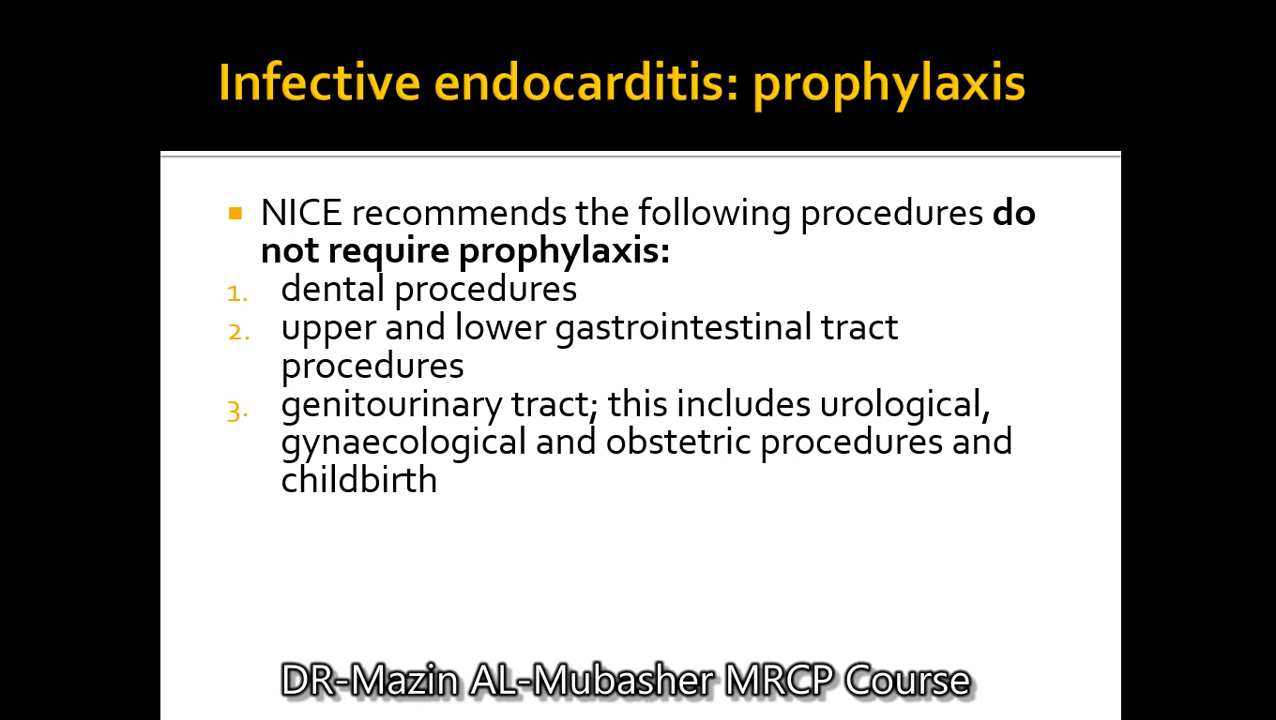 Infective endocarditis: prophylaxis
▪ NICE recommends the following procedures do
not require prophylaxis:
1. dental procedures
2. upper and lower gastrointestinal tract
procedures
3. genitourinary tract; this includes urological,
gynaecological and obstetric procedures and
childbirth
DR-Mazin AL-Mubasher MRCP Course